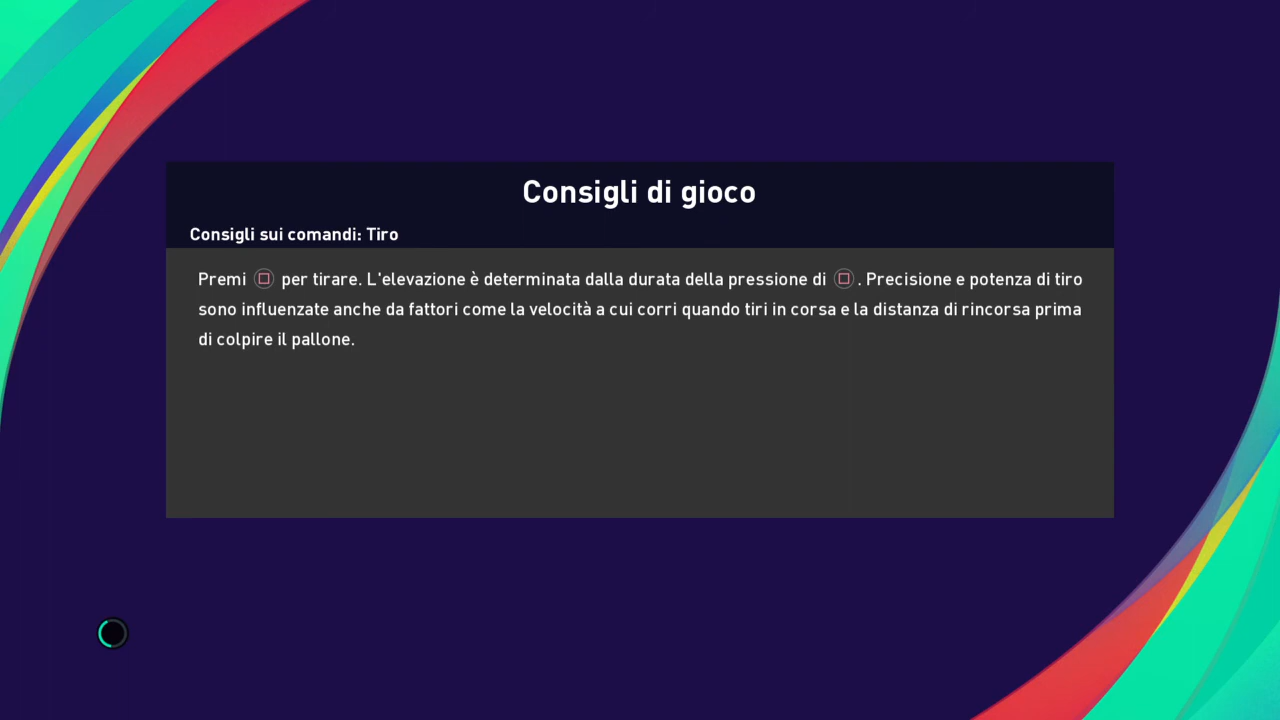 Consigli di gioco
Consigli sui comandi: Tiro
Premi □ per tirare. L'elevazione è determinata dalla durata della pressione di □. Precisione e potenza di tiro
sono influenzate anche da fattori come la velocità a cui corri quando tiri in corsa e la distanza di rincorsa prima
di colpire il pallone.